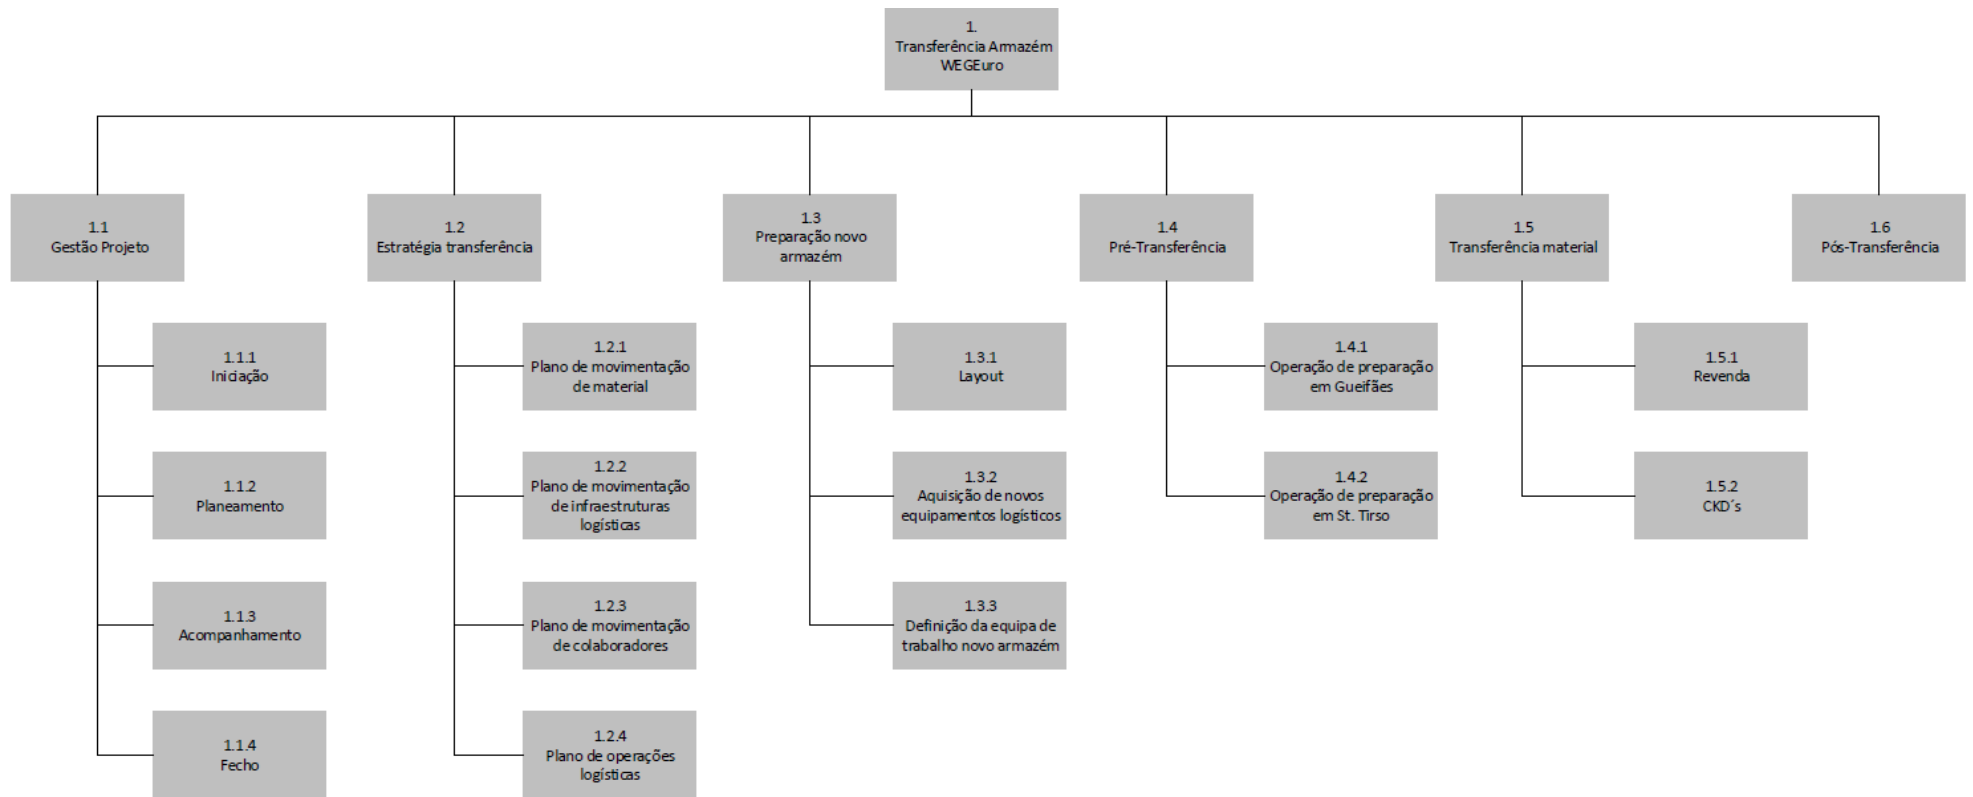 1.
Transferência Armazém
WEGEuro
1.1
Gestão Projeto
1.2
Estratégia transferência
1.3
Preparação novo
armazém
1.4
Pré-Transferência
1.5
Transferência material
1.6
Pós-Transferência
1.1.1
Iniciação
1.2.1
Plano de movimentação
de material
1.3.1
Layout
1.4.1
Operação de preparação
em Gueifães
1.5.1
Revenda
1.1.2
Planeamento
1.2.2
Plano de movimentação
de infraestruturas
logísticas
1.3.2
Aquisição de novos
equipamentos logísticos
1.4.2
Operação de preparação
em St. Tirso
1.5.2
CKD´s
1.1.3
Acompanhamento
1.2.3
Plano de movimentação
de colaboradores
1.3.3
Definição da equipa de
trabalho novo armazém
1.1.4
Fecho
1.2.4
Plano de operações
logísticas